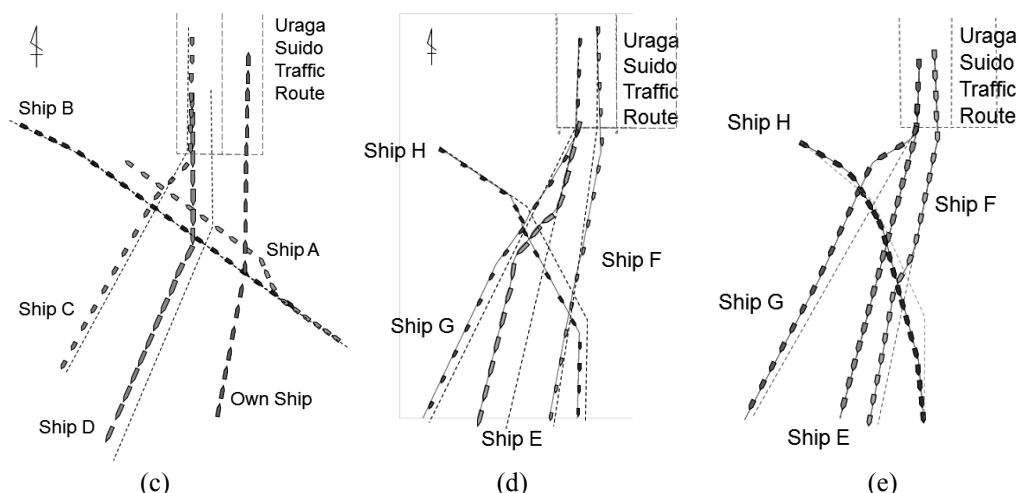 Uraga
Suido
Traffic
Route
Ship B
Ship A
Ship C
Own Ship
Ship D
(c)
Uraga
Suido
Traffic
Route
Ship H
Ship F
Ship G
Ship E
(d)
Uraga
Suido
Traffic
Route
Ship H
Ship F
Ship G
Ship E
(e)